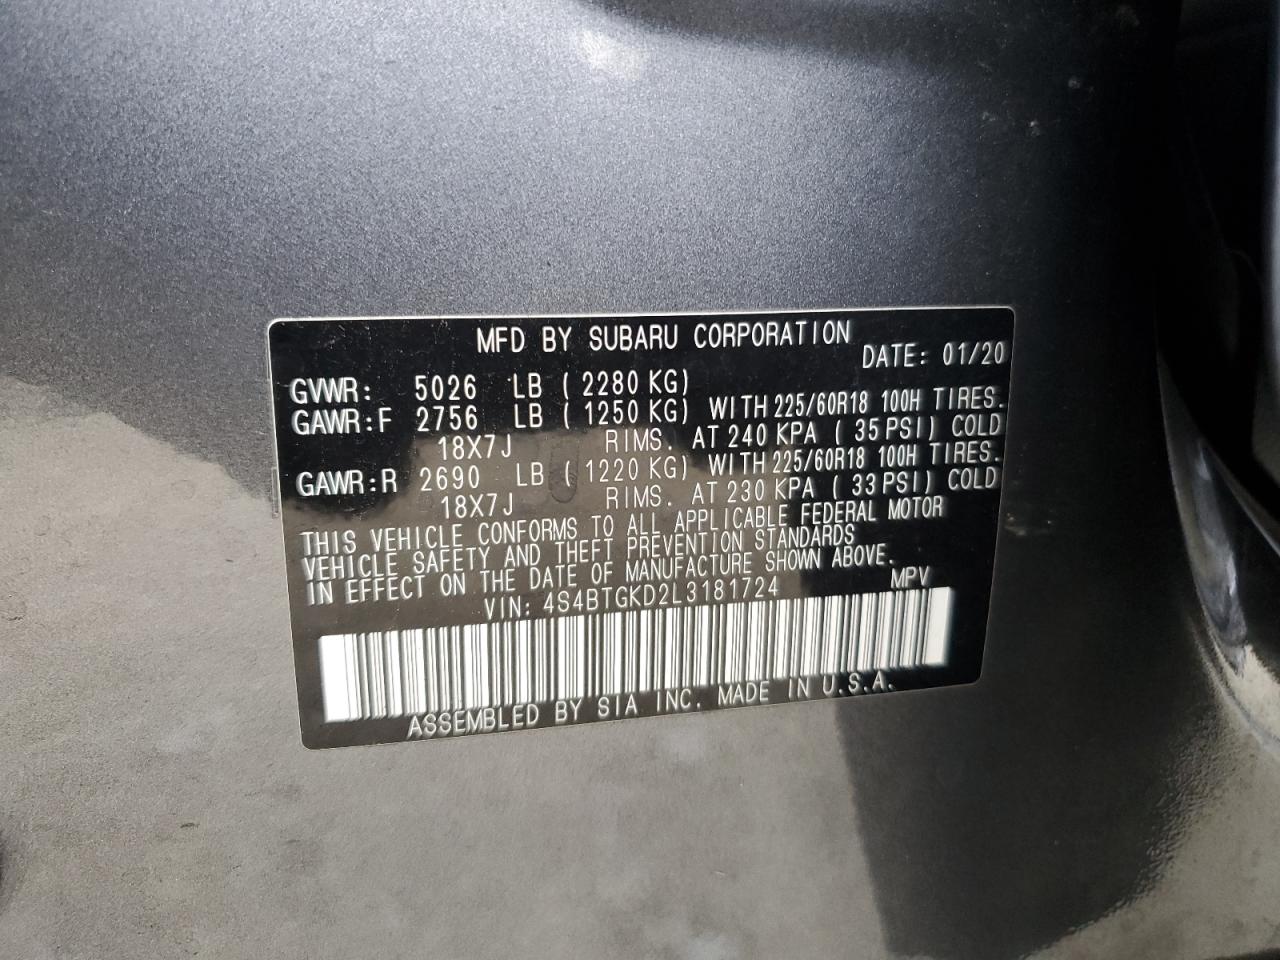 MFD BY SUBARU CORPORATION
DATE: 01/20
GVWR: 5026 LB (2280 KG)
GAWR:F 2756 LB (1250 KG) WITH 225/60R18 100H TIRES.
18X7J RIMS. AT 240 KPA (35 PSI) COLD
GAWR:R 2690 LB (1220 KG) WITH 225/60R18 100H TIRES.
18X7J RIMS. AT 230 KPA (33 PSI) COLD
THIS VEHICLE CONFORMS TO ALL APPLICABLE FEDERAL MOTOR
VEHICLE SAFETY AND THEFT PREVENTION STANDARDS
IN EFFECT ON THE DATE OF MANUFACTURE SHOWN ABOVE.
VIN: 4S4BTGKD2L3181724 MPV
ASSEMBLED BY SIA INC. MADE IN U.S.A.